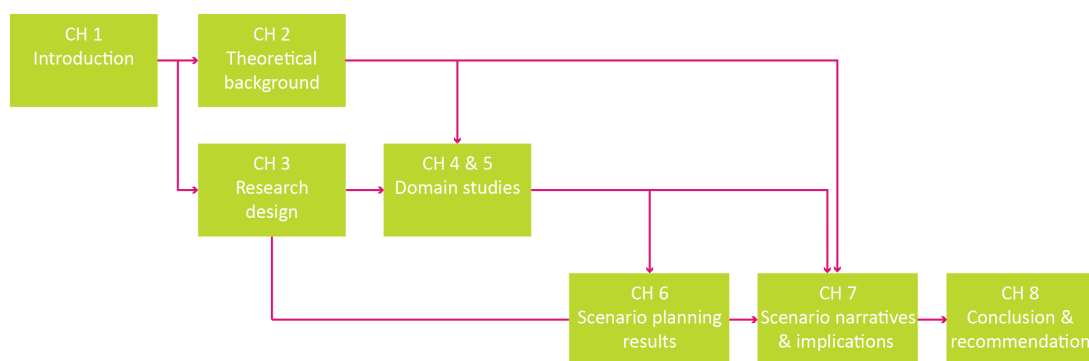 CH 1
Introduction
CH 2
Theoretical
background
CH 3
Research
design
CH 4 & 5
Domain studies
CH 6
Scenario planning
results
CH 7
Scenario narratives
& implications
CH 8
Conclusion &
recommendation